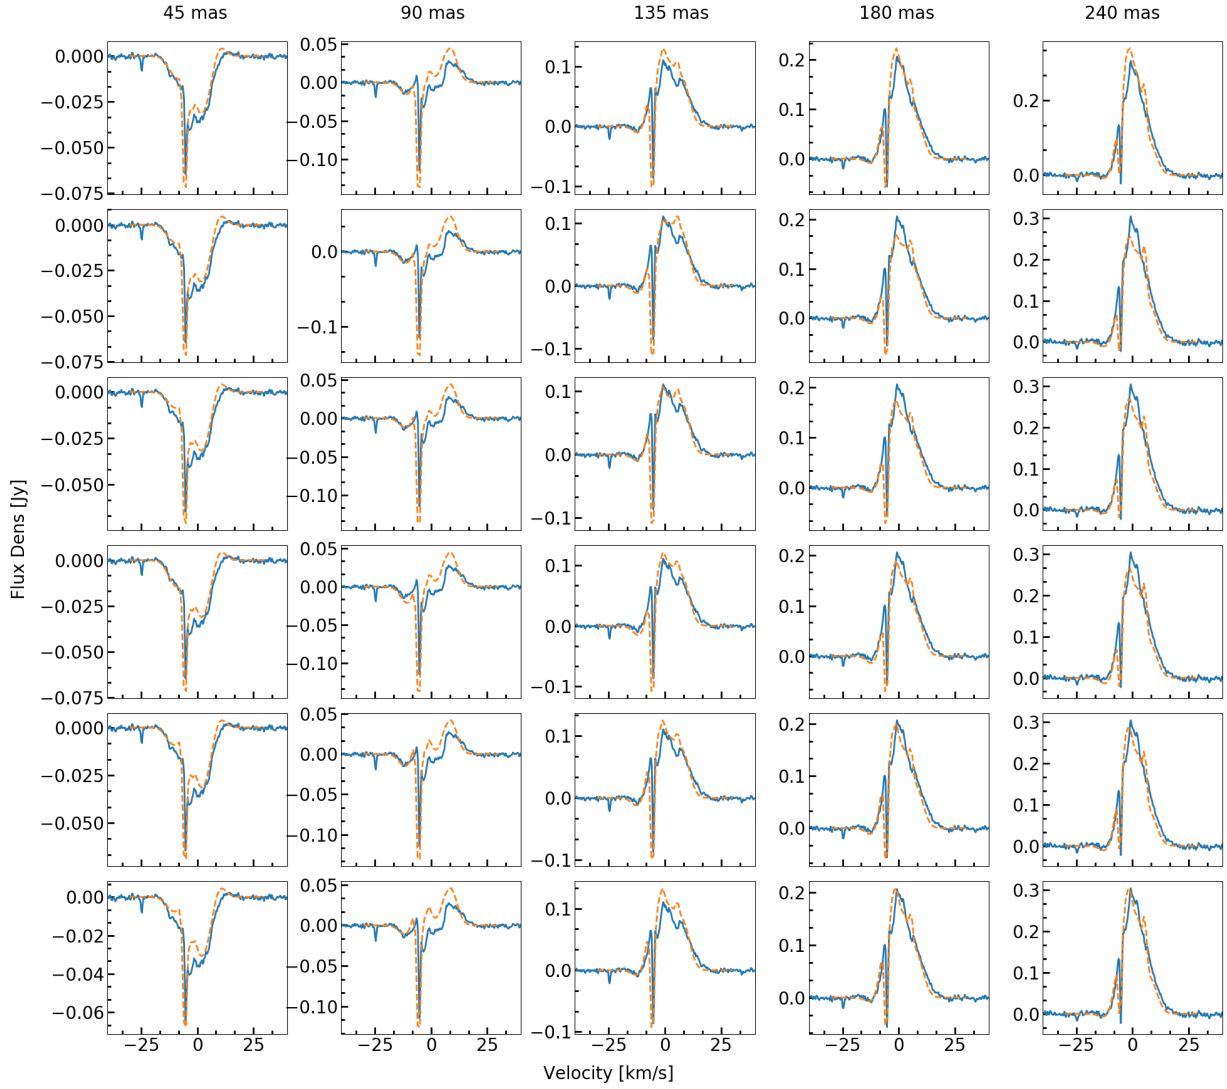 45 mas 90 mas 135 mas 180 mas 240 mas
0.000 −0.025 −0.050 −0.075 0.05 0.00 −0.05 −0.10 0.1 0.0 −0.1 0.2 0.1 0.0 0.2 0.0
0.000 −0.025 −0.050 −0.075 0.0 −0.1 0.1 0.0 −0.1 0.2 0.1 0.0 0.3 0.2 0.1 0.0
0.000 −0.025 −0.050 0.05 0.00 −0.05 −0.10 0.1 0.0 −0.1 0.2 0.1 0.0 0.3 0.2 0.1 0.0
Flux Dens [Jy]
0.000 −0.025 −0.050 −0.075 0.05 0.00 −0.05 −0.10 0.1 0.0 −0.1 0.2 0.1 0.0 0.3 0.2 0.1 0.0
0.000 −0.025 −0.050 0.05 0.00 −0.05 −0.10 0.1 0.0 −0.1 0.2 0.1 0.0 0.3 0.2 0.1 0.0
0.00 −0.02 −0.04 −0.06 0.05 0.00 −0.05 −0.10 0.1 0.0 −0.1 0.2 0.1 0.0 0.3 0.2 0.1 0.0
−25 0 25 −25 0 25 −25 0 25 −25 0 25 −25 0 25
Velocity [km/s]